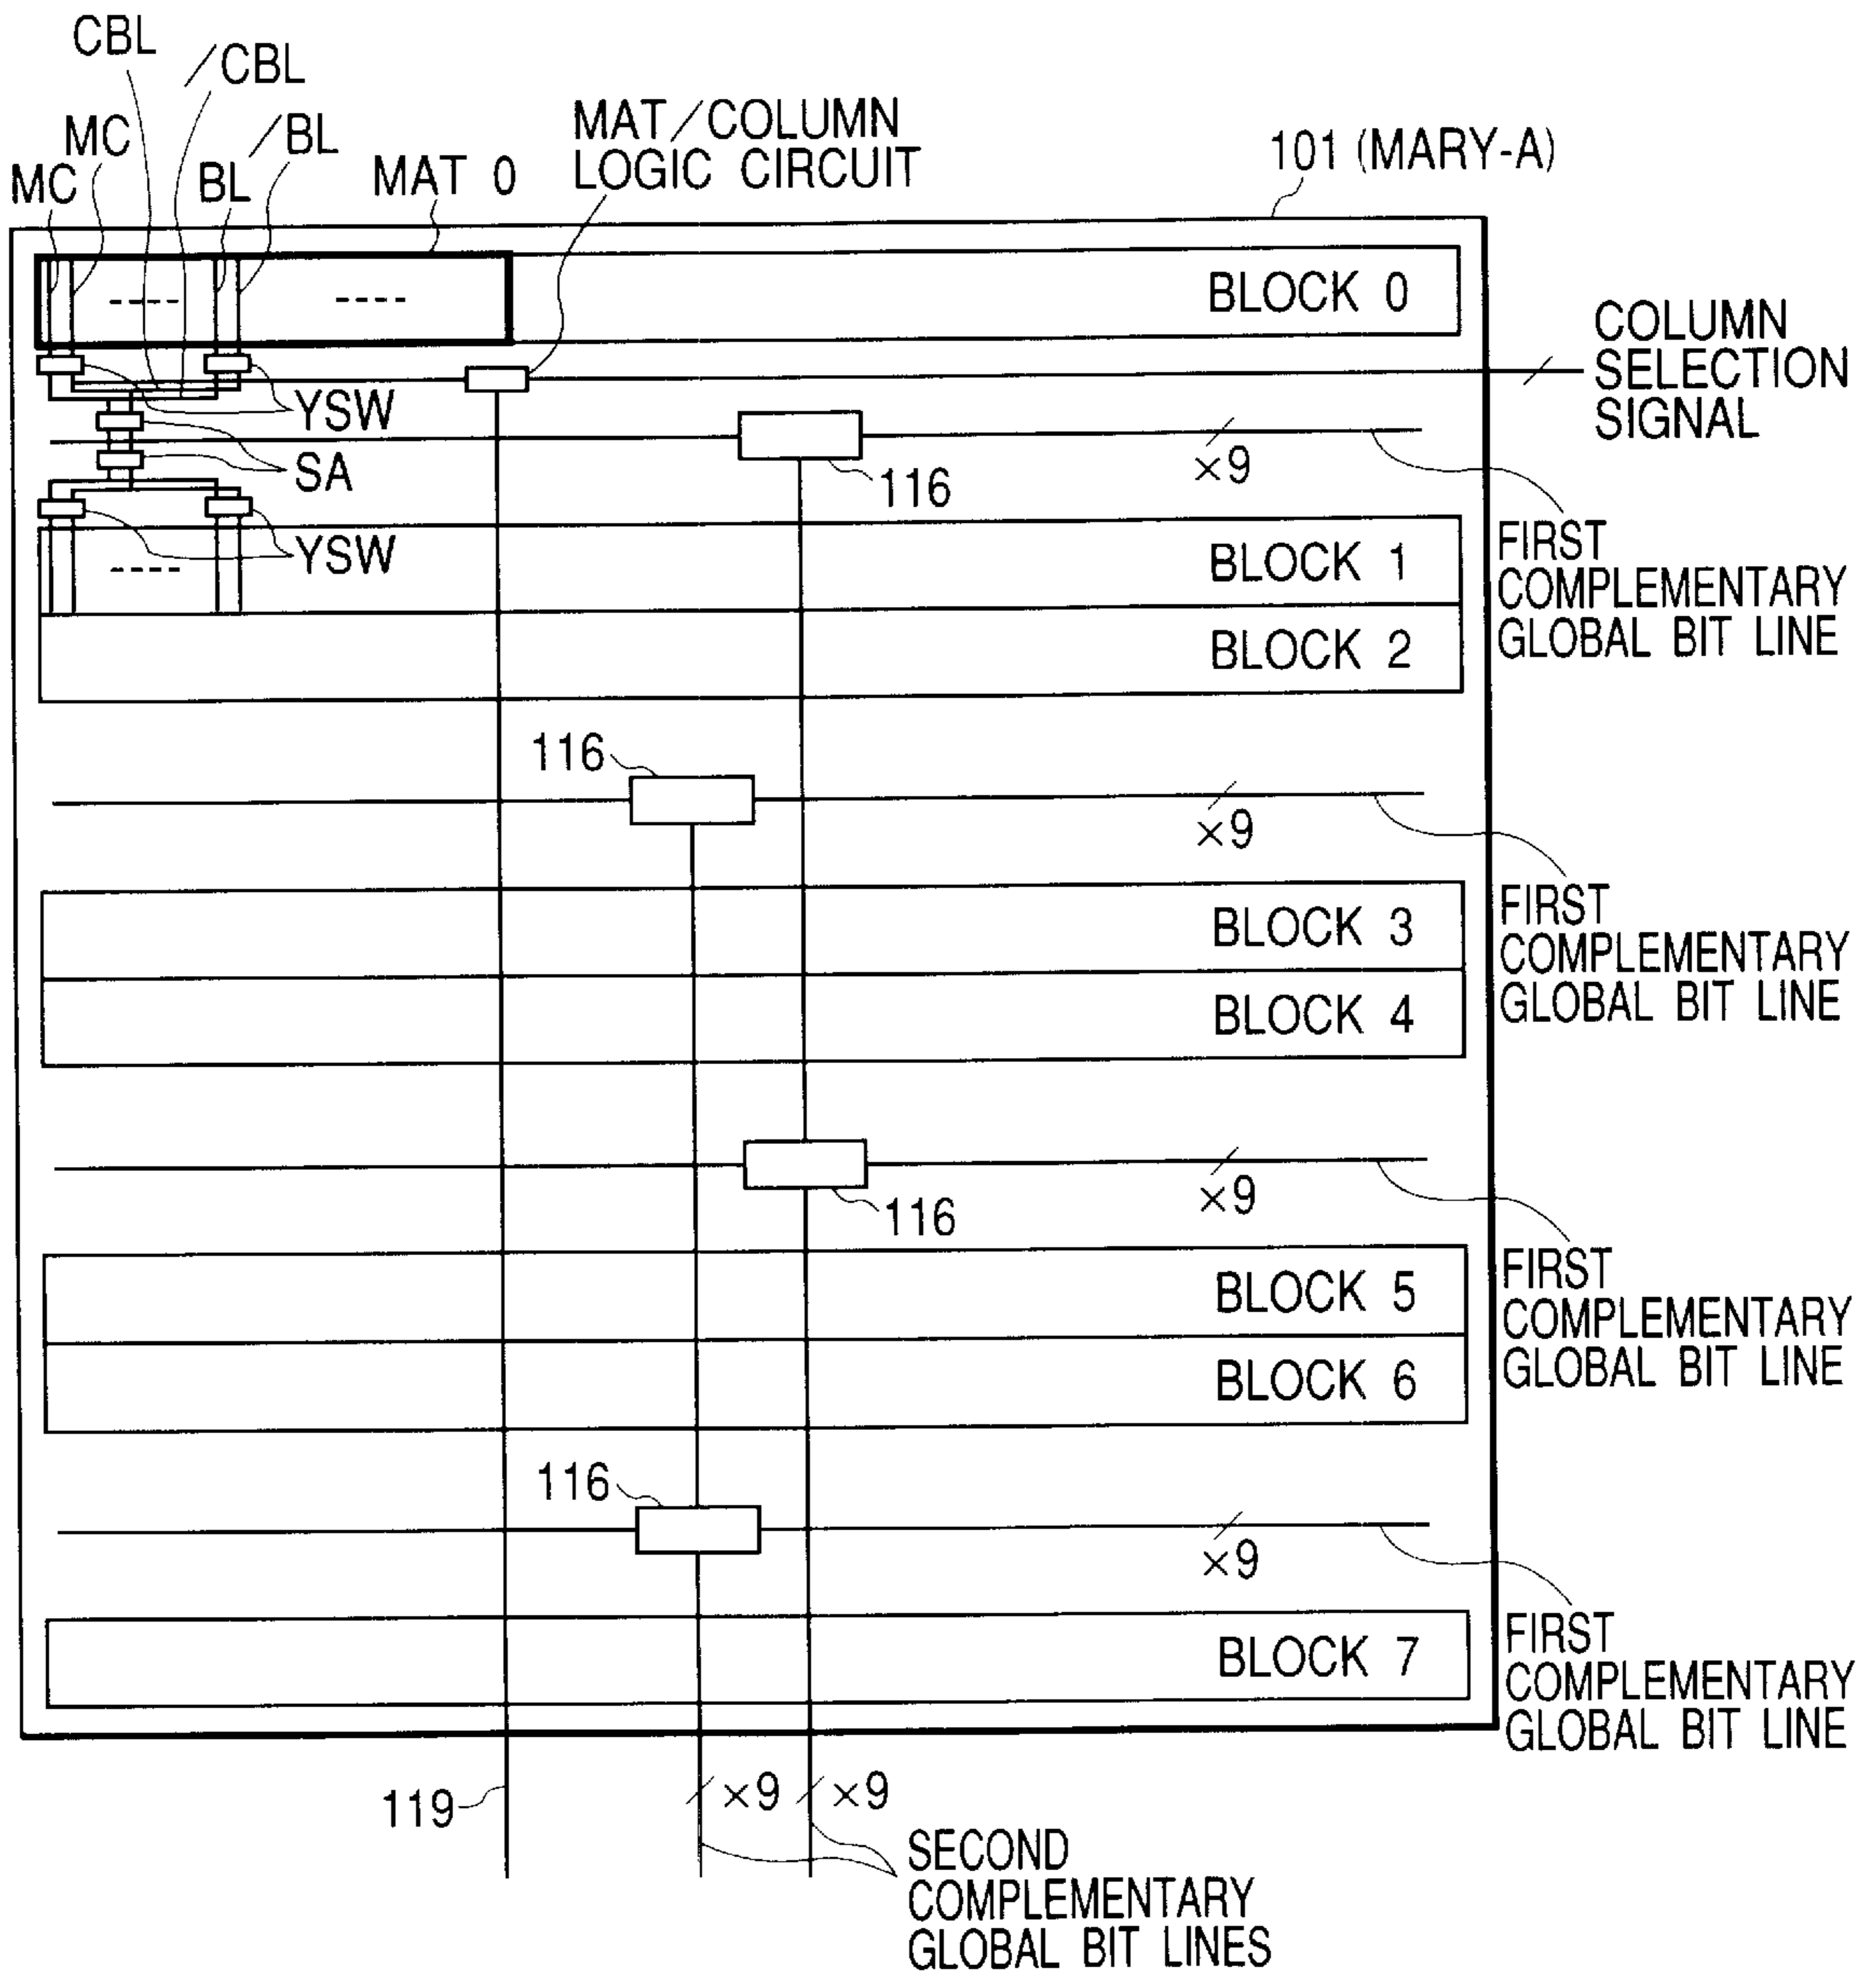 CBL
/CBL
MC
MC
BL
/BL
MAT 0
MAT/COLUMN
LOGIC CIRCUIT
101 (MARY-A)
BLOCK 0
COLUMN
SELECTION
SIGNAL
YSW
SA
YSW
116
×9
FIRST
COMPLEMENTARY
GLOBAL BIT LINE
BLOCK 1
BLOCK 2
116
×9
FIRST
COMPLEMENTARY
GLOBAL BIT LINE
BLOCK 3
BLOCK 4
116
×9
FIRST
COMPLEMENTARY
GLOBAL BIT LINE
BLOCK 5
BLOCK 6
116
×9
FIRST
COMPLEMENTARY
GLOBAL BIT LINE
BLOCK 7
119
×9
×9
SECOND
COMPLEMENTARY
GLOBAL BIT LINES